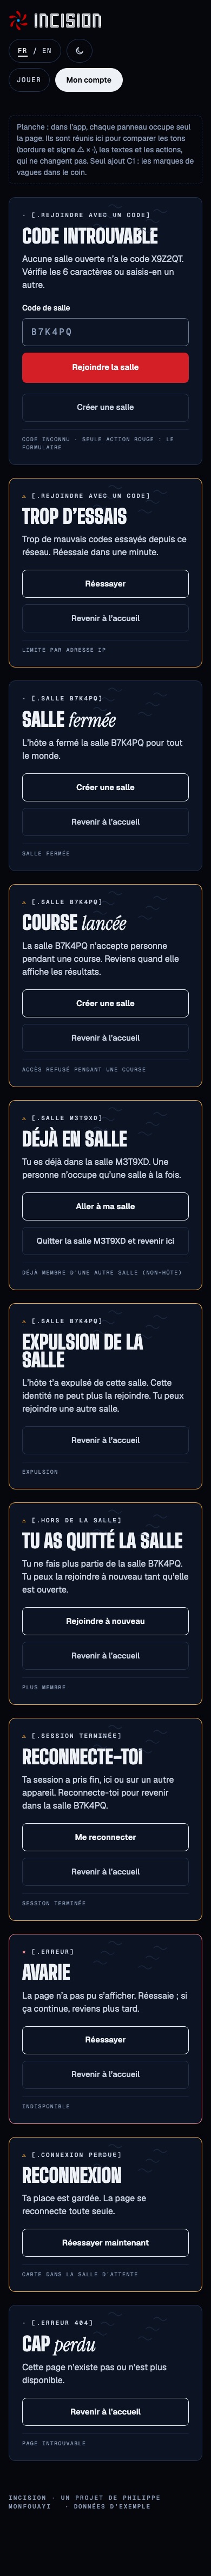 INCISION
FR / EN
JOUER
Mon compte
Planche : dans l'app, chaque panneau occupe seul
la page. Ils sont réunis ici pour comparer les tons
(bordure et signe ⚠ × ·), les textes et les actions,
qui ne changent pas. Seul ajout C1 : les marques de
vagues dans le coin.
· [.REJOINDRE AVEC UN CODE]
CODE INTROUVABLE
Aucune salle ouverte n'a le code X9Z2QT.
Vérifie les 6 caractères ou saisis-en un
autre.
Code de salle
B7K4PQ
Rejoindre la salle
Créer une salle
CODE INCONNU · SEULE ACTION ROUGE : LE
FORMULAIRE
⚠ [.REJOINDRE AVEC UN CODE]
TROP D'ESSAIS
Trop de mauvais codes essayés depuis ce
réseau. Réessaie dans une minute.
Réessayer
Revenir à l'accueil
LIMITE PAR ADRESSE IP
· [.SALLE B7K4PQ]
SALLE fermée
L'hôte a fermé la salle B7K4PQ pour tout
le monde.
Créer une salle
Revenir à l'accueil
SALLE FERMÉE
⚠ [.SALLE B7K4PQ]
COURSE lancée
La salle B7K4PQ n'accepte personne
pendant une course. Reviens quand elle
affiche les résultats.
Créer une salle
Revenir à l'accueil
ACCÈS REFUSÉ PENDANT UNE COURSE
⚠ [.SALLE M3T9XD]
DÉJÀ EN SALLE
Tu es déjà dans la salle M3T9XD. Une
personne n'occupe qu'une salle à la fois.
Aller à ma salle
Quitter la salle M3T9XD et revenir ici
DÉJÀ MEMBRE D'UNE AUTRE SALLE (NON-HÔTE)
⚠ [.SALLE B7K4PQ]
EXPULSION DE LA
SALLE
L'hôte t'a expulsé de cette salle. Cette
identité ne peut plus la rejoindre. Tu peux
rejoindre une autre salle.
Revenir à l'accueil
EXPULSION
⚠ [.HORS DE LA SALLE]
TU AS QUITTÉ LA SALLE
Tu ne fais plus partie de la salle B7K4PQ.
Tu peux la rejoindre à nouveau tant qu'elle
est ouverte.
Rejoindre à nouveau
Revenir à l'accueil
PLUS MEMBRE
⚠ [.SESSION TERMINÉE]
RECONNECTE-TOI
Ta session a pris fin, ici ou sur un autre
appareil. Reconnecte-toi pour revenir
dans la salle B7K4PQ.
Me reconnecter
Revenir à l'accueil
SESSION TERMINÉE
× [.ERREUR]
AVARIE
La page n'a pas pu s'afficher. Réessaie ; si
ça continue, reviens plus tard.
Réessayer
Revenir à l'accueil
INDISPONIBLE
⚠ [.CONNEXION PERDUE]
RECONNEXION
Ta place est gardée. La page se
reconnecte toute seule.
Réessayer maintenant
CARTE DANS LA SALLE D'ATTENTE
· [.ERREUR 404]
CAP perdu
Cette page n'existe pas ou n'est plus
disponible.
Revenir à l'accueil
PAGE INTROUVABLE
INCISION · UN PROJET DE PHILIPPE
MONFOUAYI · DONNÉES D'EXEMPLE